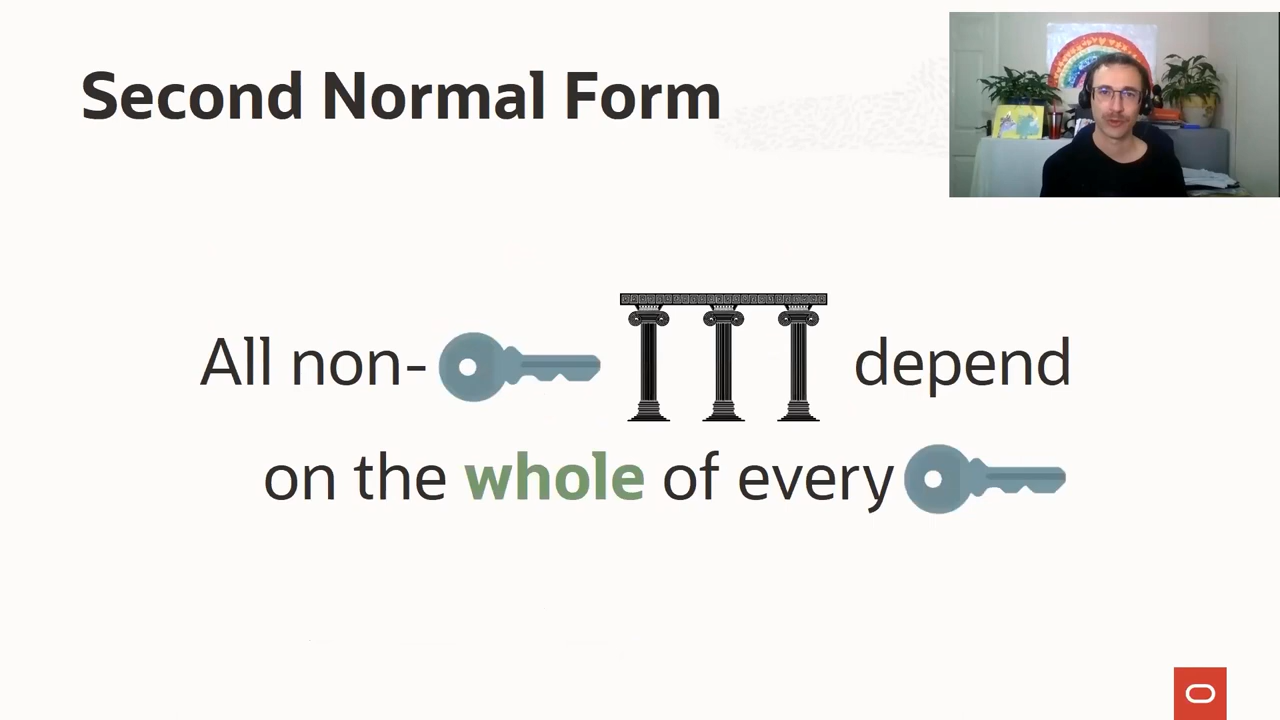 Second Normal Form
All non- depend
on the whole of every